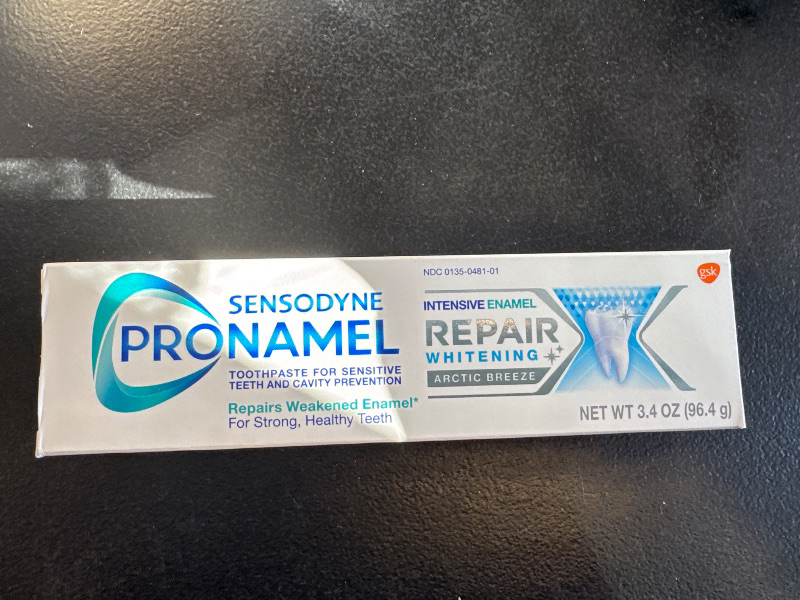 SENSODYNE
PRONAMEL
TOOTHPASTE FOR SENSITIVE
TEETH AND CAVITY PREVENTION
Repairs Weakened Enamel*
For Strong, Healthy Teeth
NDC 0135-0481-01
INTENSIVE ENAMEL
REPAIR
WHITENING
ARCTIC BREEZE
gsk
NET WT 3.4 OZ (96.4 g)